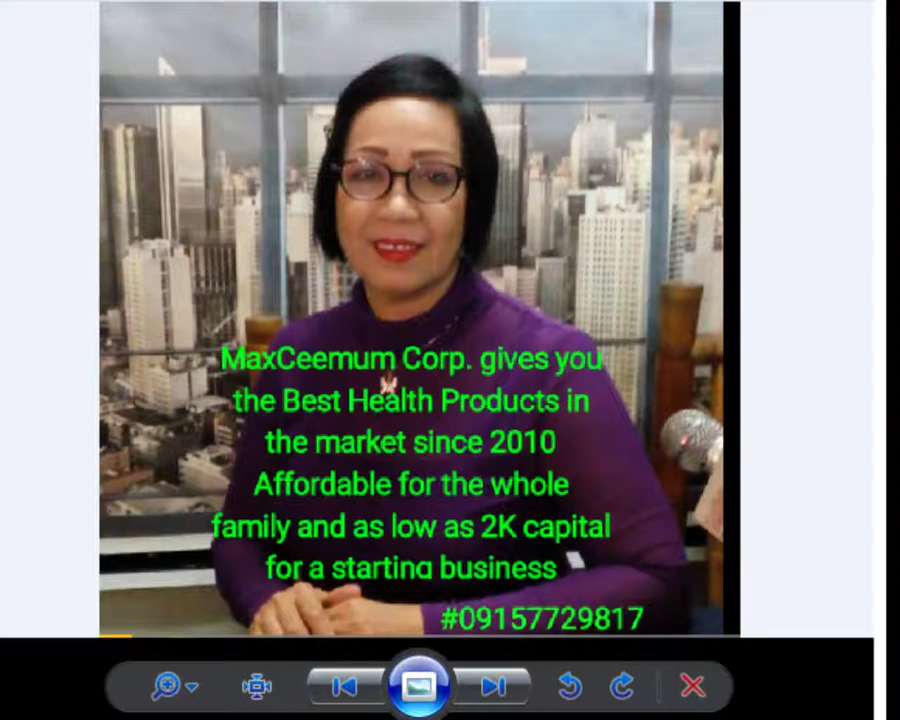 MaxCeemum Corp. gives you
the Best Health Products in
the market since 2010
Affordable for the whole
family and as low as 2K capital
for a starting business
#09157729817